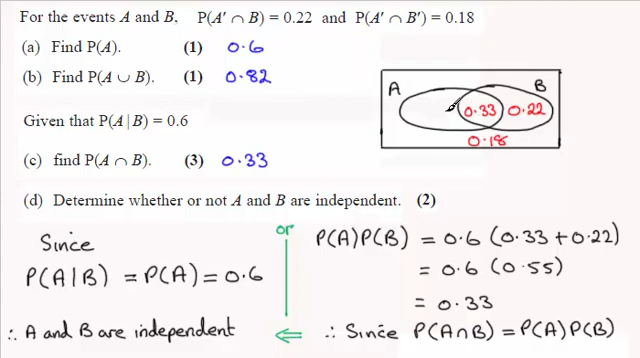 For the events A and B,   P(A′ ∩ B) = 0.22  and  P(A′ ∩ B′) = 0.18
(a) Find P(A).   (1)   0.6
(b) Find P(A ∪ B).   (1)   0.82
A   B
0.33   0.22
0.18
Given that P(A | B) = 0.6
(c) find P(A ∩ B).   (3)   0.33
(d) Determine whether or not A and B are independent.   (2)
Since
P(A|B) = P(A) = 0.6
∴ A and B are independent
or
P(A)P(B) = 0.6 (0.33 + 0.22)
= 0.6 (0.55)
= 0.33
⇐ ∴ Since P(A∩B) = P(A)P(B)